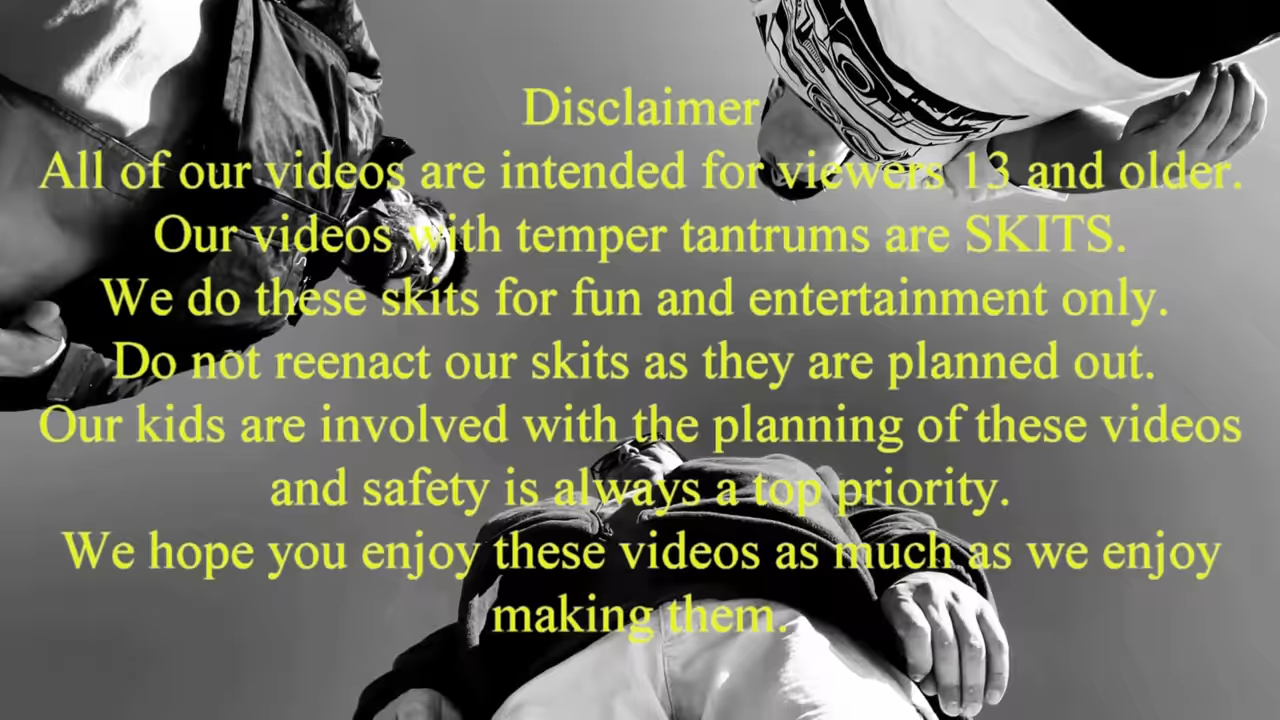 Disclaimer
All of our videos are intended for viewers 13 and older.
Our videos with temper tantrums are SKITS.
We do these skits for fun and entertainment only.
Do not reenact our skits as they are planned out.
Our kids are involved with the planning of these videos
and safety is always a top priority.
We hope you enjoy these videos as much as we enjoy
making them.